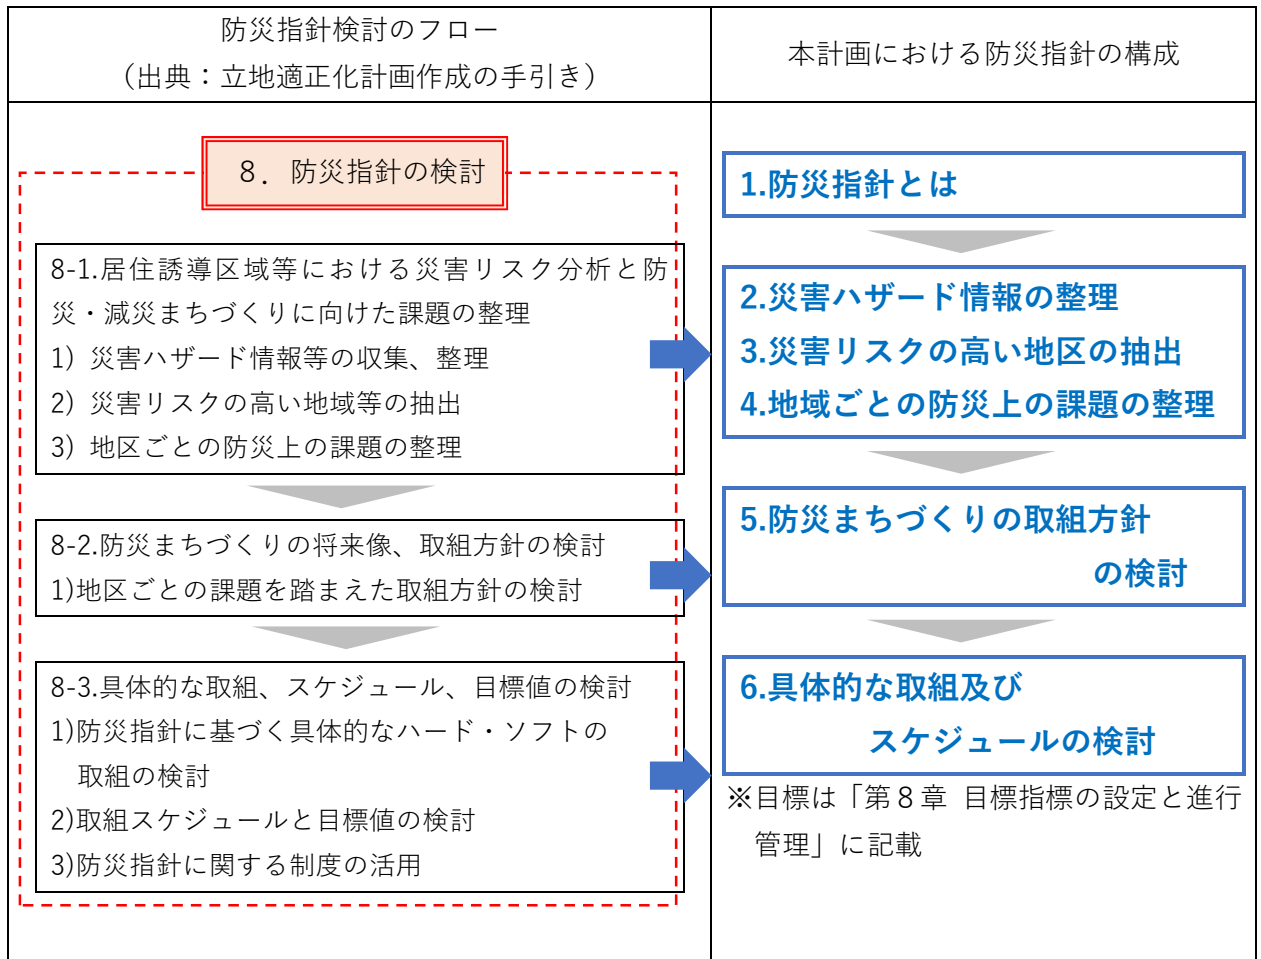 防災指針検討のフロー
（出典：立地適正化計画作成の手引き）
本計画における防災指針の構成
８．防災指針の検討
8-1.居住誘導区域等における災害リスク分析と防
災・減災まちづくりに向けた課題の整理
1）災害ハザード情報等の収集、整理
2）災害リスクの高い地域等の抽出
3）地区ごとの防災上の課題の整理
8-2.防災まちづくりの将来像、取組方針の検討
1)地区ごとの課題を踏まえた取組方針の検討
8-3.具体的な取組、スケジュール、目標値の検討
1)防災指針に基づく具体的なハード・ソフトの
取組の検討
2)取組スケジュールと目標値の検討
3)防災指針に関する制度の活用
1.防災指針とは
2.災害ハザード情報の整理
3.災害リスクの高い地区の抽出
4.地域ごとの防災上の課題の整理
5.防災まちづくりの取組方針
の検討
6.具体的な取組及び
スケジュールの検討
※目標は「第８章 目標指標の設定と進行
管理」に記載